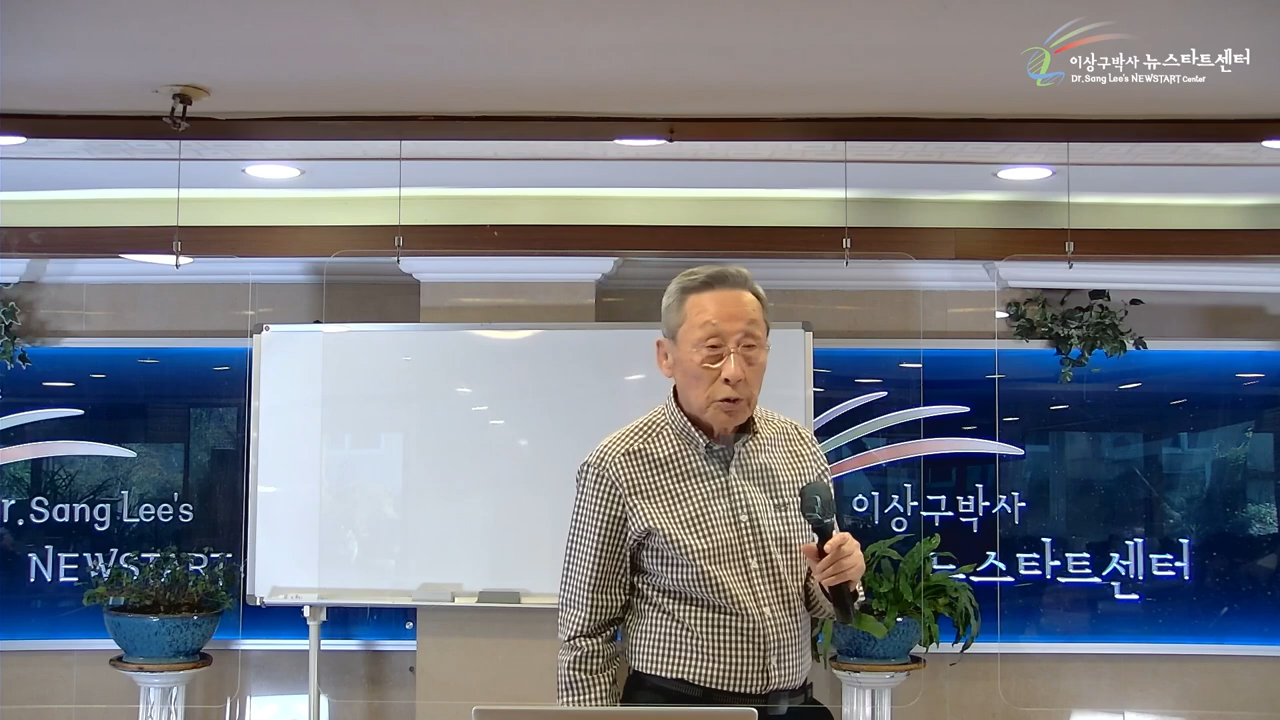 이상구박사 뉴스타트센터
Dr. Sang Lee's NEWSTART Center
r. Sang Lee's
NEWSTART
이상구박사
뉴스타트센터